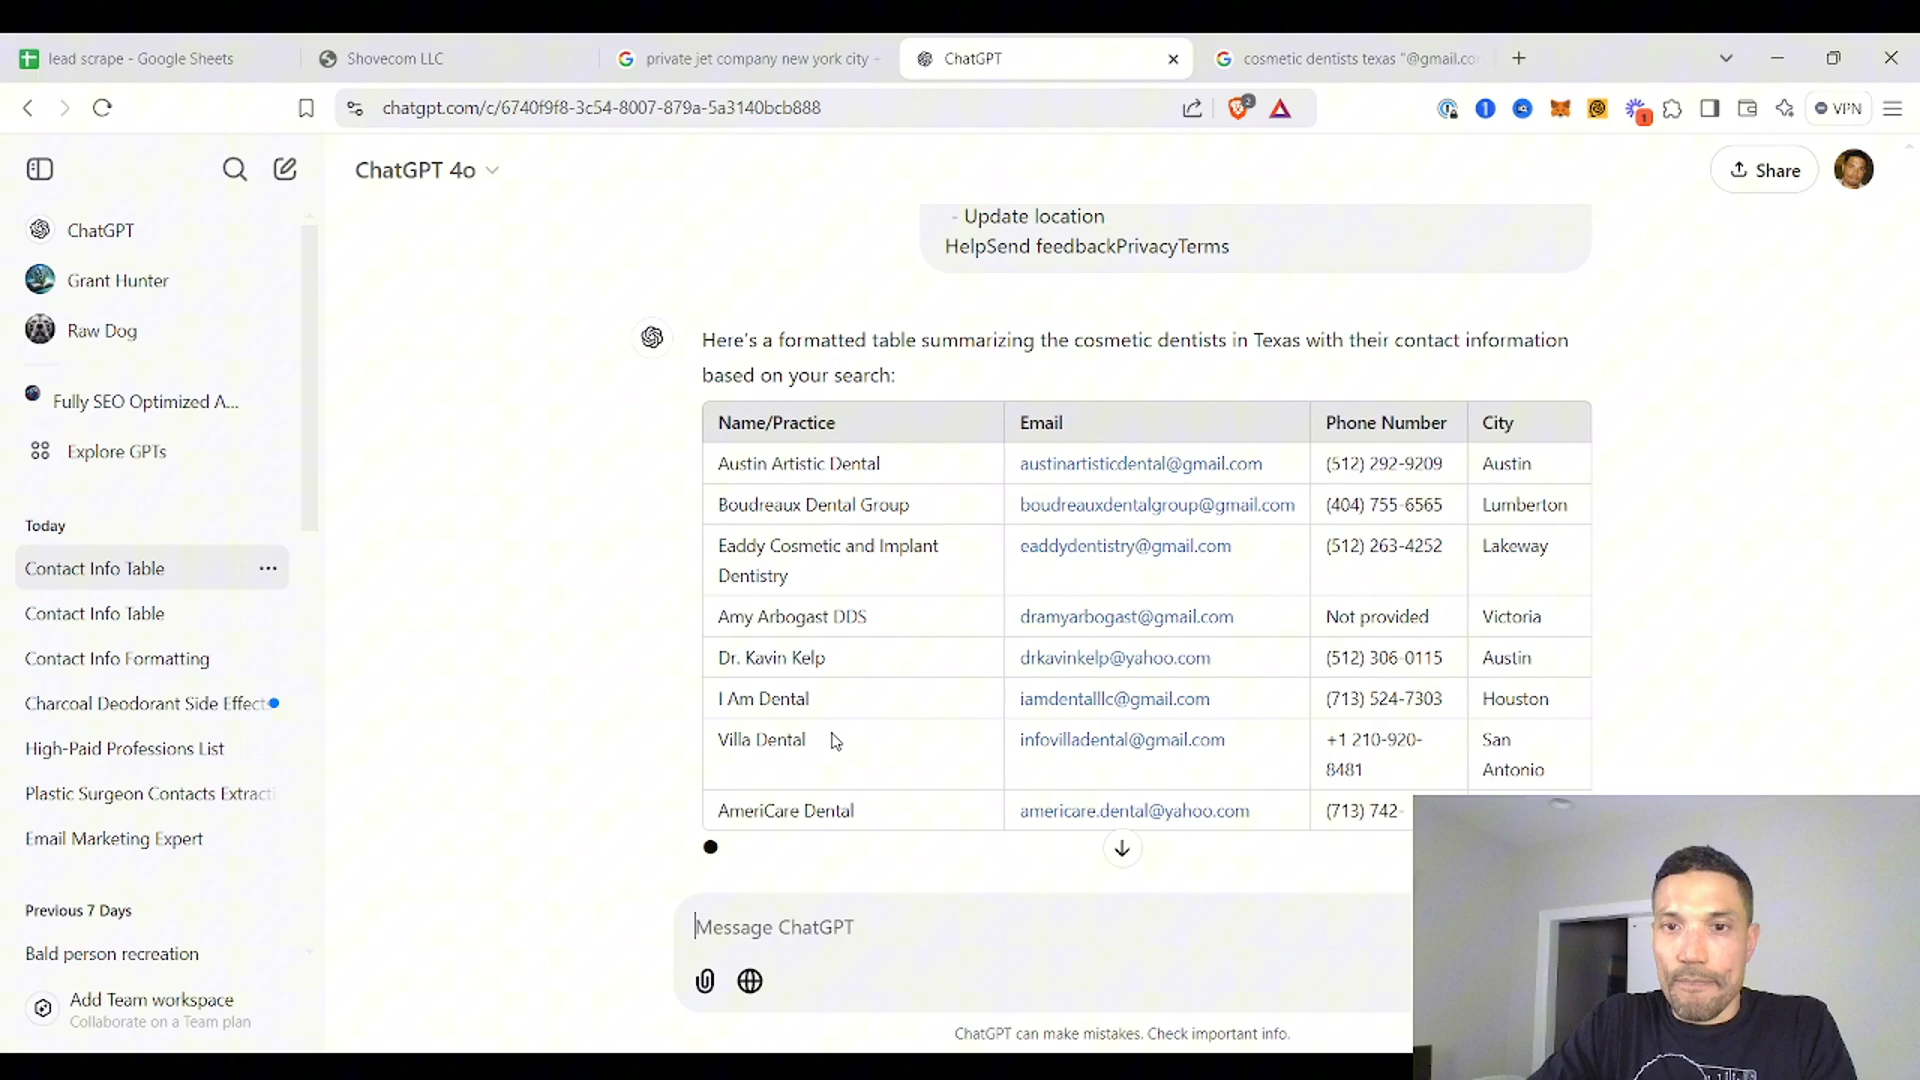 lead scrape - Google Sheets
Shovecom LLC
private jet company new york city -
ChatGPT
cosmetic dentists texas "@gmail.co
chatgpt.com/c/6740f9f8-3c54-8007-879a-5a3140bcb888
2
1
1
VPN
ChatGPT 4o
Share
ChatGPT
Grant Hunter
Raw Dog
Fully SEO Optimized A...
Explore GPTs
Today
Contact Info Table
Contact Info Table
Contact Info Formatting
Charcoal Deodorant Side Effect
High-Paid Professions List
Plastic Surgeon Contacts Extract
Email Marketing Expert
Previous 7 Days
Bald person recreation
Add Team workspace
Collaborate on a Team plan
- Update location
HelpSend feedbackPrivacyTerms
Here's a formatted table summarizing the cosmetic dentists in Texas with their contact information
based on your search:
Name/Practice Email Phone Number City
Austin Artistic Dental austinartisticdental@gmail.com (512) 292-9209 Austin
Boudreaux Dental Group boudreauxdentalgroup@gmail.com (404) 755-6565 Lumberton
Eaddy Cosmetic and Implant eaddydentistry@gmail.com (512) 263-4252 Lakeway
Dentistry
Amy Arbogast DDS dramyarbogast@gmail.com Not provided Victoria
Dr. Kavin Kelp drkavinkelp@yahoo.com (512) 306-0115 Austin
I Am Dental iamdentalllc@gmail.com (713) 524-7303 Houston
Villa Dental infovilladental@gmail.com +1 210-920- San
8481 Antonio
AmeriCare Dental americare.dental@yahoo.com (713) 742-
Message ChatGPT
ChatGPT can make mistakes. Check important info.